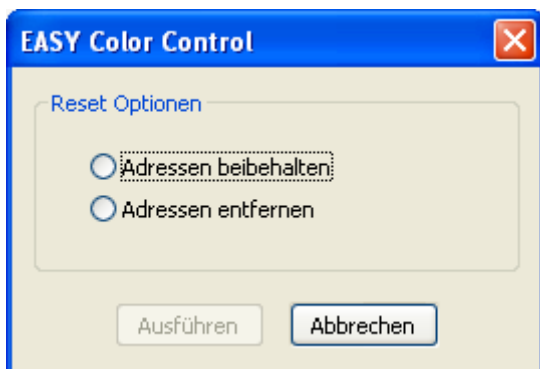 EASY Color Control
Reset Optionen
Adressen beibehalten
Adressen entfernen
Ausführen Abbrechen